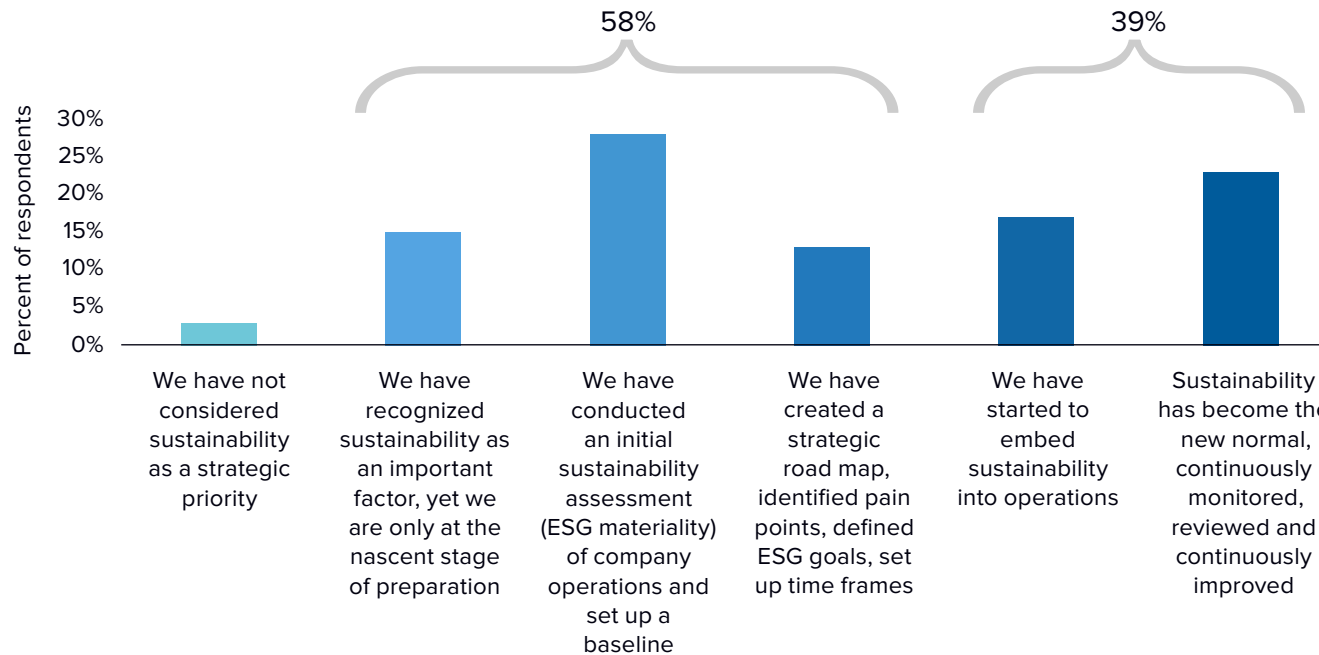 58%
39%
Percent of respondents
30%
25%
20%
15%
10%
5%
0%
We have not
considered
sustainability
as a strategic
priority
We have
recognized
sustainability as
an important
factor, yet we
are only at the
nascent stage
of preparation
We have
conducted
an initial
sustainability
assessment
(ESG materiality)
of company
operations and
set up a
baseline
We have
created a
strategic
road map,
identified pain
points, defined
ESG goals, set
up time frames
We have
started to
embed
sustainability
into operations
Sustainability
has become the
new normal,
continuously
monitored,
reviewed and
continuously
improved